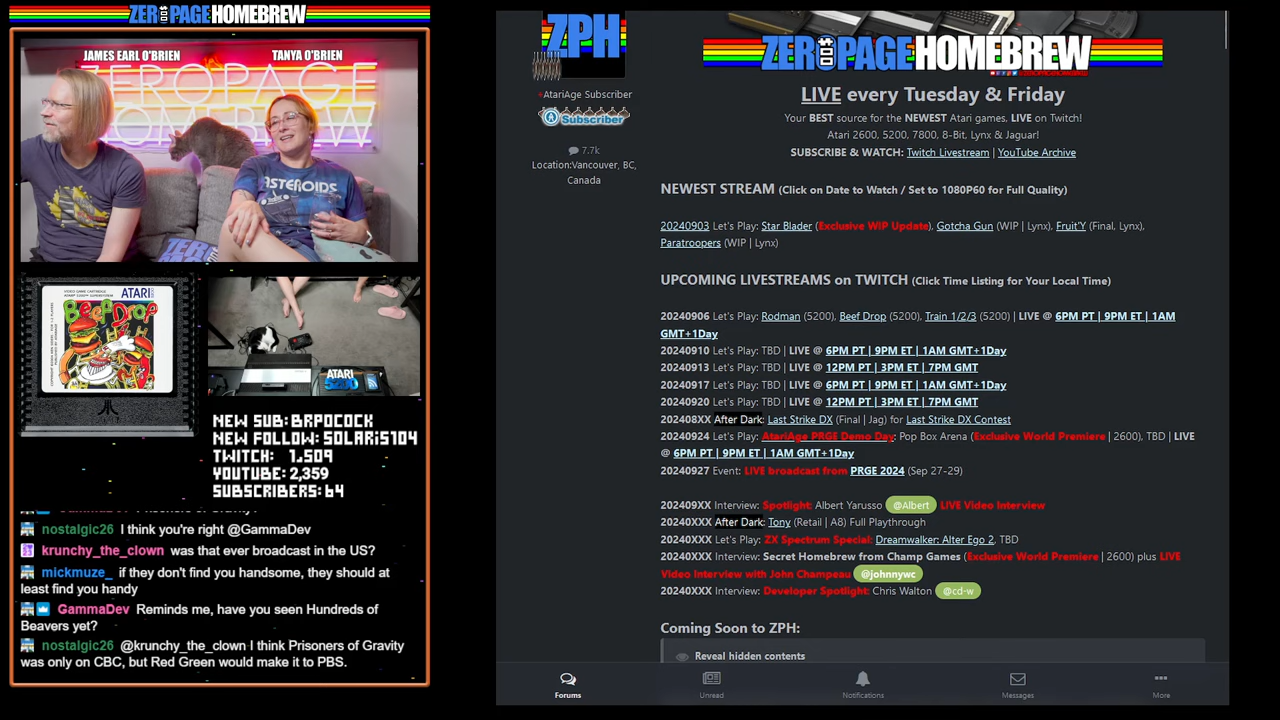 ZEROPAGE HOMEBREW
JAMES EARL O'BRIEN
TANYA O'BRIEN
ZEROPAGE
HOMEBREW
ASTEROIDS
ATARI
BEEFDROP
ATARI
5200
NEW SUB: BRPOCOCK
NEW FOLLOW: SOLARIS104
TWITCH: 1,509
YOUTUBE: 2,359
SUBSCRIBERS: 64
nostalgic26 I think you're right @GammaDev
krunchy_the_clown was that ever broadcast in the US?
mickmuze_ if they don't find you handsome, they should at
least find you handy
GammaDev Reminds me, have you seen Hundreds of
Beavers yet?
nostalgic26 @krunchy_the_clown I think Prisoners of Gravity
was only on CBC, but Red Green would make it to PBS.
ZPH
+AtariAge Subscriber
Subscriber
7.7k
Location:Vancouver, BC,
Canada
ZEROPAGE HOMEBREW
LIVE every Tuesday & Friday
Your BEST source for the NEWEST Atari games, LIVE on Twitch!
Atari 2600, 5200, 7800, 8-Bit, Lynx & Jaguar!
SUBSCRIBE & WATCH: Twitch Livestream | YouTube Archive
NEWEST STREAM (Click on Date to Watch / Set to 1080P60 for Full Quality)
20240903 Let's Play: Star Blader (Exclusive WIP Update), Gotcha Gun (WIP | Lynx), Fruit'Y (Final, Lynx),
Paratroopers (WIP | Lynx)
UPCOMING LIVESTREAMS on TWITCH (Click Time Listing for Your Local Time)
20240906 Let's Play: Rodman (5200), Beef Drop (5200), Train 1/2/3 (5200) | LIVE @ 6PM PT | 9PM ET | 1AM
GMT+1Day
20240910 Let's Play: TBD | LIVE @ 6PM PT | 9PM ET | 1AM GMT+1Day
20240913 Let's Play: TBD | LIVE @ 12PM PT | 3PM ET | 7PM GMT
20240917 Let's Play: TBD | LIVE @ 6PM PT | 9PM ET | 1AM GMT+1Day
20240920 Let's Play: TBD | LIVE @ 12PM PT | 3PM ET | 7PM GMT
202408XX After Dark: Last Strike DX (Final | Jag) for Last Strike DX Contest
20240924 Let's Play: AtariAge PRGE Demo Day: Pop Box Arena (Exclusive World Premiere | 2600), TBD | LIVE
@ 6PM PT | 9PM ET | 1AM GMT+1Day
20240927 Event: LIVE broadcast from PRGE 2024 (Sep 27-29)
202409XX Interview: Spotlight: Albert Yarusso @Albert LIVE Video Interview
20240XXX After Dark: Tony (Retail | A8) Full Playthrough
20240XXX Let's Play: ZX Spectrum Special: Dreamwalker: Alter Ego 2, TBD
20240XXX Interview: Secret Homebrew from Champ Games (Exclusive World Premiere | 2600) plus LIVE
Video Interview with John Champeau @johnnywc
20240XXX Interview: Developer Spotlight: Chris Walton @cd-w
Coming Soon to ZPH:
Reveal hidden contents
Forums
Unread
Notifications
Messages
More